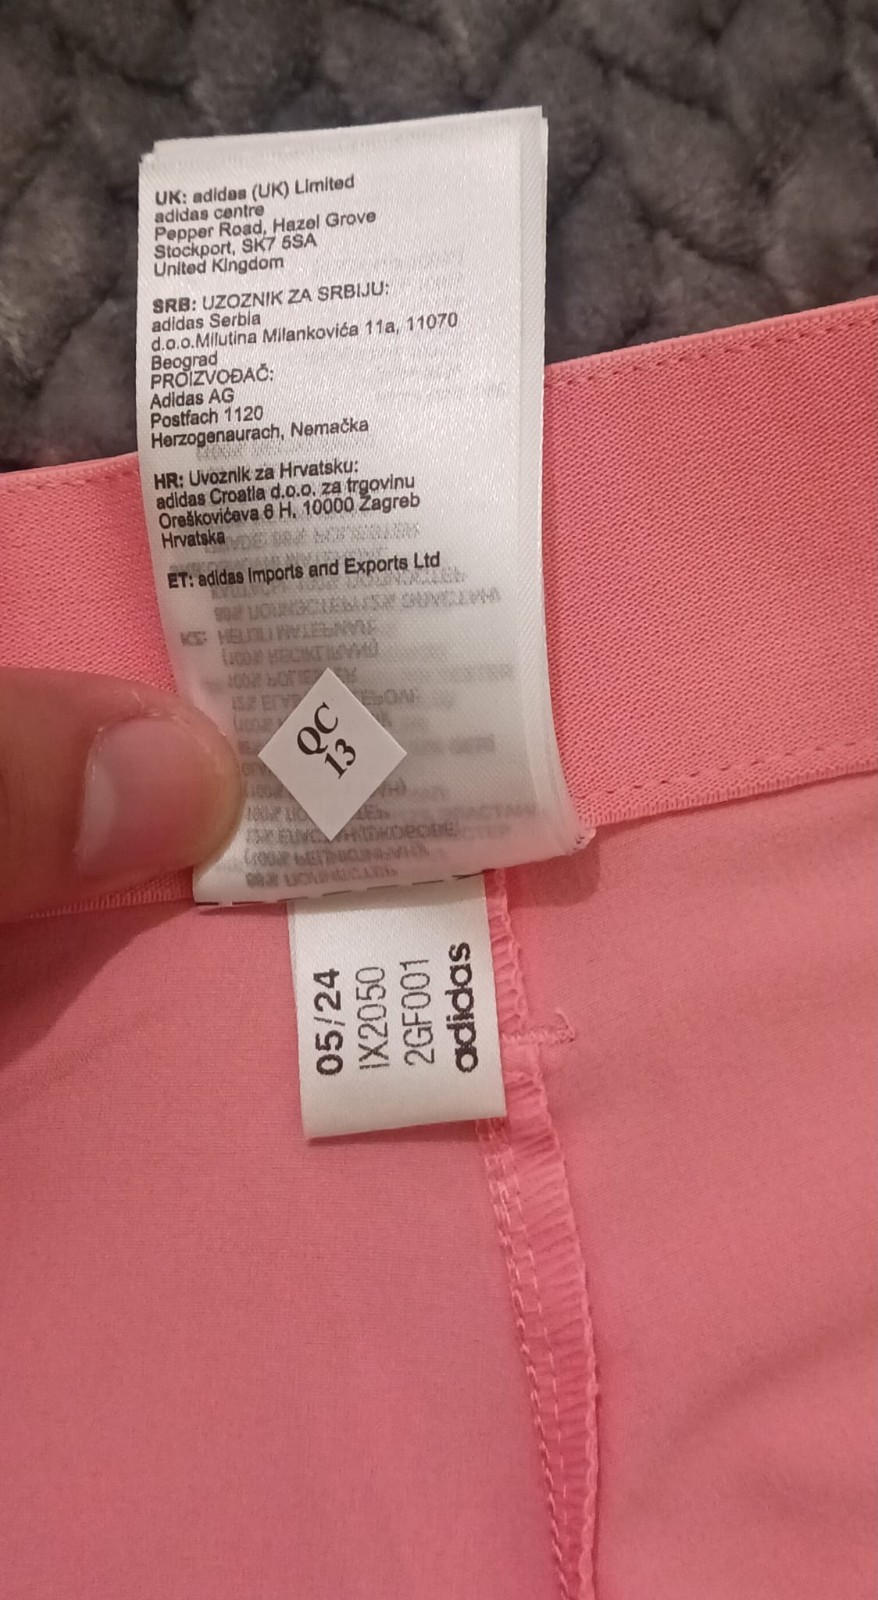 UK: adidas (UK) Limited
adidas centre
Pepper Road, Hazel Grove
Stockport, SK7 5SA
United Kingdom
SRB: UZOZNIK ZA SRBIJU:
adidas Serbia
d.o.o.Milutina Milankovića 11a, 11070
Beograd
PROIZVOĐAČ:
Adidas AG
Postfach 1120
Herzogenaurach, Nemačka
HR: Uvoznik za Hrvatsku:
adidas Croatia d.o.o. za trgovinu
Oreškovićeva 6 H, 10000 Zagreb
Hrvatska
ET: adidas Imports and Exports Ltd
QC
13
05/24
IX2050
2GF001
adidas